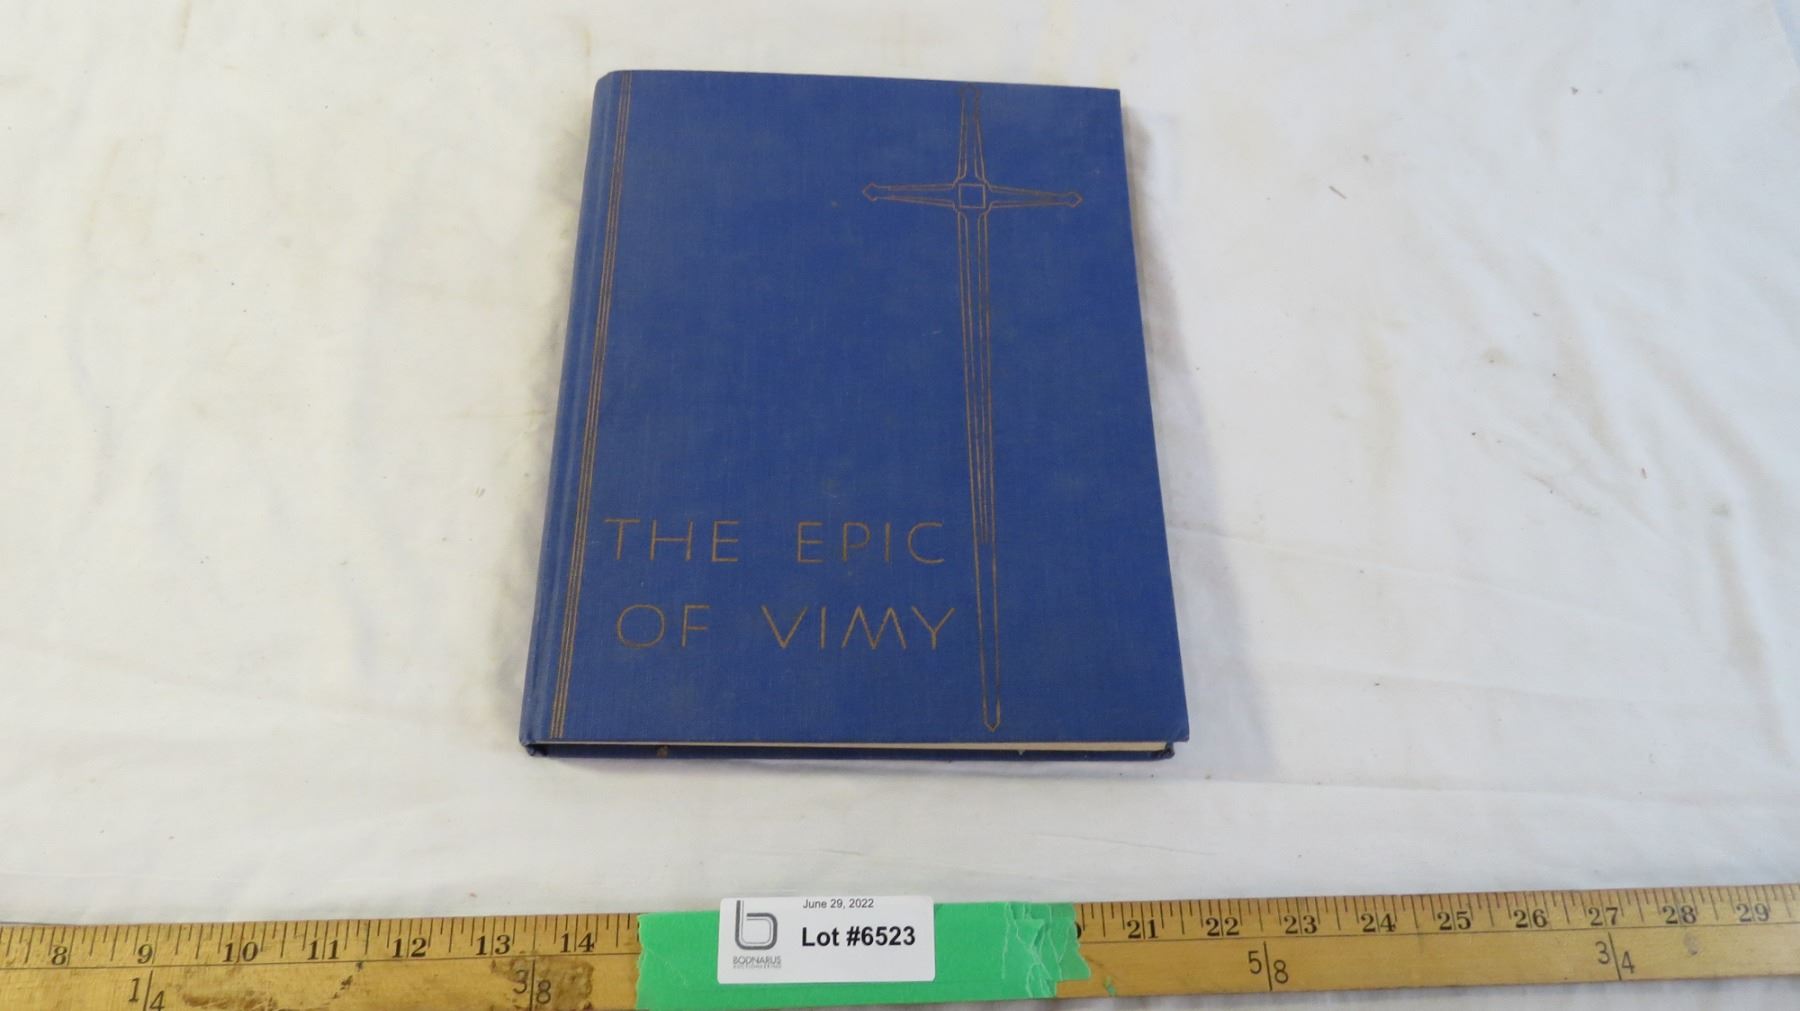 THE EPIC
OF VIMY
June 29, 2022
Lot #6523
BODNARUS
AUCTIONEERING
8 9 10 11 12 13 14 21 22 23 24 25 26 27 28 29
1/4 3/8 5/8 3/4